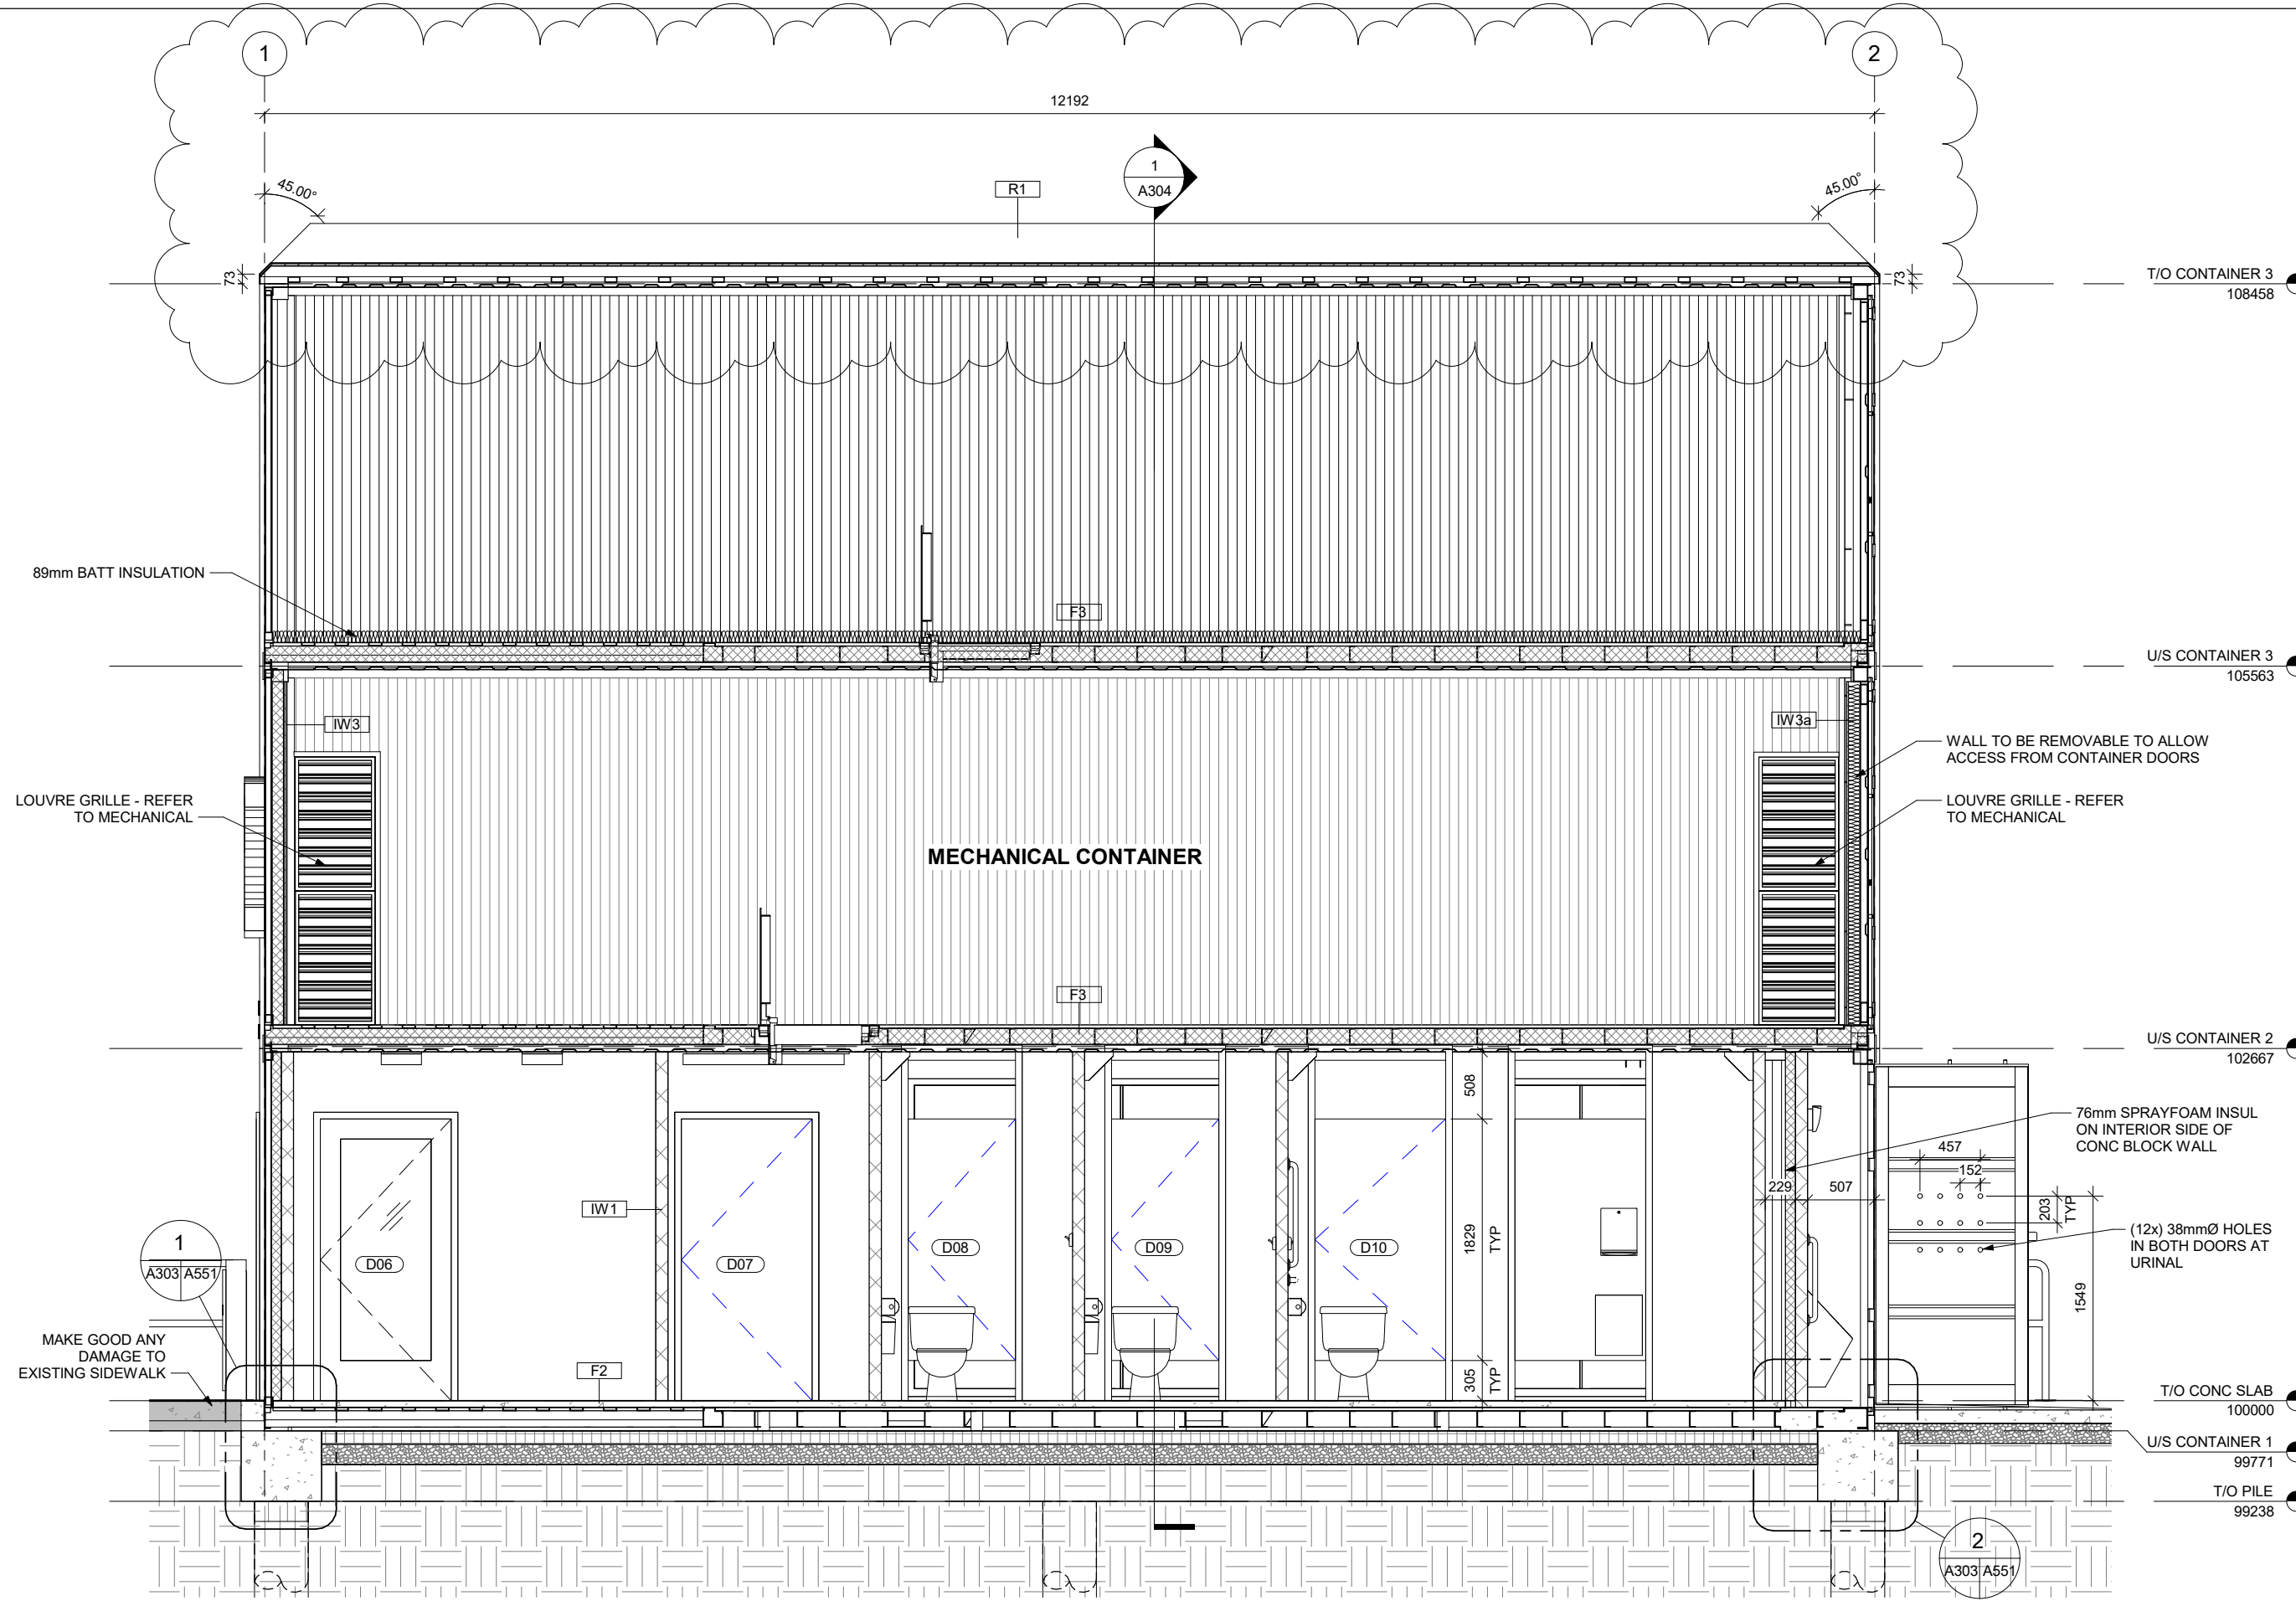 1
2
12192
1
A304
45.00°
45.00°
R1
73
73
T/O CONTAINER 3
108458
89mm BATT INSULATION
F3
U/S CONTAINER 3
105563
IW3
IW3a
WALL TO BE REMOVABLE TO ALLOW
ACCESS FROM CONTAINER DOORS
LOUVRE GRILLE - REFER
TO MECHANICAL
LOUVRE GRILLE - REFER
TO MECHANICAL
MECHANICAL CONTAINER
F3
U/S CONTAINER 2
102667
508
76mm SPRAYFOAM INSUL
ON INTERIOR SIDE OF
CONC BLOCK WALL
457
152
229
507
203
TYP
IW1
(12x) 38mmØ HOLES
IN BOTH DOORS AT
URINAL
1829
TYP
D06
D07
D08
D09
D10
1
A303
A551
1549
MAKE GOOD ANY
DAMAGE TO
EXISTING SIDEWALK
F2
305
TYP
T/O CONC SLAB
100000
U/S CONTAINER 1
99771
T/O PILE
99238
2
A303
A551